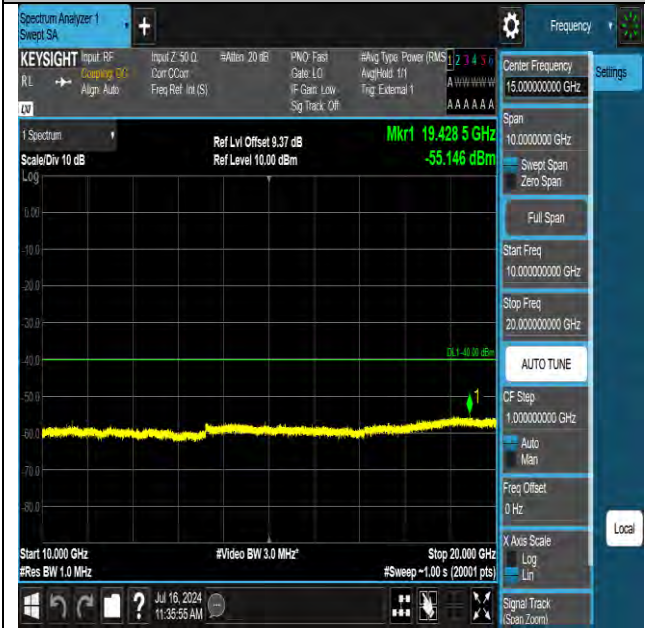 Spectrum Analyzer 1
Swept SA
Frequency
KEYSIGHT
Input: RF
Input Z: 50 Ω
#Atten: 20 dB
PNO: Fast
#Avg Type: Power (RMS
1 2 3 4 5 6
RL
Coupling: DC
Corr CCorr
Gate: LO
Avg|Hold: 1/1
A W W W W W
Align: Auto
Freq Ref: Int (S)
IF Gain: Low
Trig: External 1
Sig Track: Off
A A A A A A
LXI
1 Spectrum
Scale/Div 10 dB
Ref Lvl Offset 9.37 dB
Ref Level 10.00 dBm
Mkr1 19.428 5 GHz
-55.146 dBm
Log
0.00
-10.0
-20.0
-30.0
-40.0
-50.0
-60.0
-70.0
-80.0
DL1 -40.00 dBm
1
Start 10.000 GHz
#Res BW 1.0 MHz
#Video BW 3.0 MHz*
Stop 20.000 GHz
#Sweep ~1.00 s (20001 pts)
?
Jul 16, 2024
11:35:55 AM
Center Frequency
15.000000000 GHz
Settings
Span
10.0000000 GHz
Swept Span
Zero Span
Full Span
Start Freq
10.000000000 GHz
Stop Freq
20.000000000 GHz
AUTO TUNE
CF Step
1.000000000 GHz
Auto
Man
Freq Offset
0 Hz
X Axis Scale
Log
Lin
Local
Signal Track
(Span Zoom)